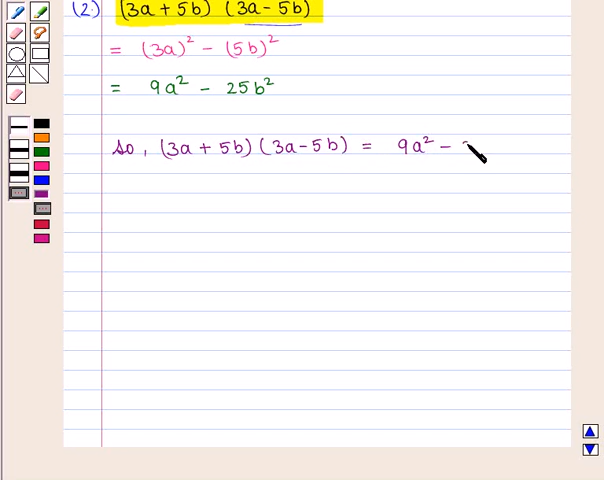 (2.) (3a + 5b) (3a - 5b)
= (3a)² - (5b)²
= 9a² - 25b²
So, (3a + 5b) (3a - 5b) = 9a² -